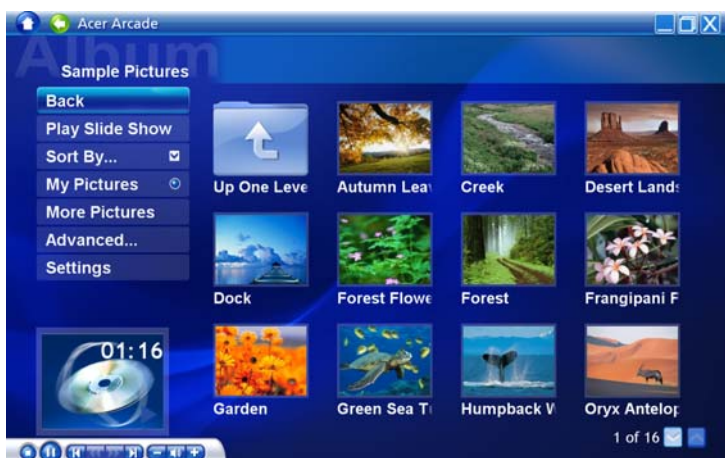 Acer Arcade
Album
Sample Pictures
Back
Play Slide Show
Sort By...
My Pictures
More Pictures
Advanced...
Settings
Up One Leve
Autumn Lea
Creek
Desert Lands
Dock
Forest Flowe
Forest
Frangipani F
Garden
Green Sea T
Humpback W
Oryx Antelop
01:16
1 of 16